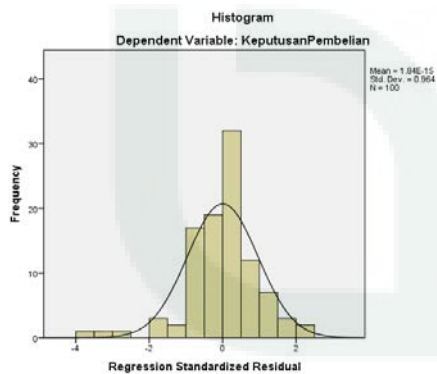 Histogram
Dependent Variable: KeputusanPembelian
Mean = 1.84E-15
Std. Dev. = 0.964
N = 100
Frequency
40
30
20
10
0
-4
-2
0
2
Regression Standardized Residual